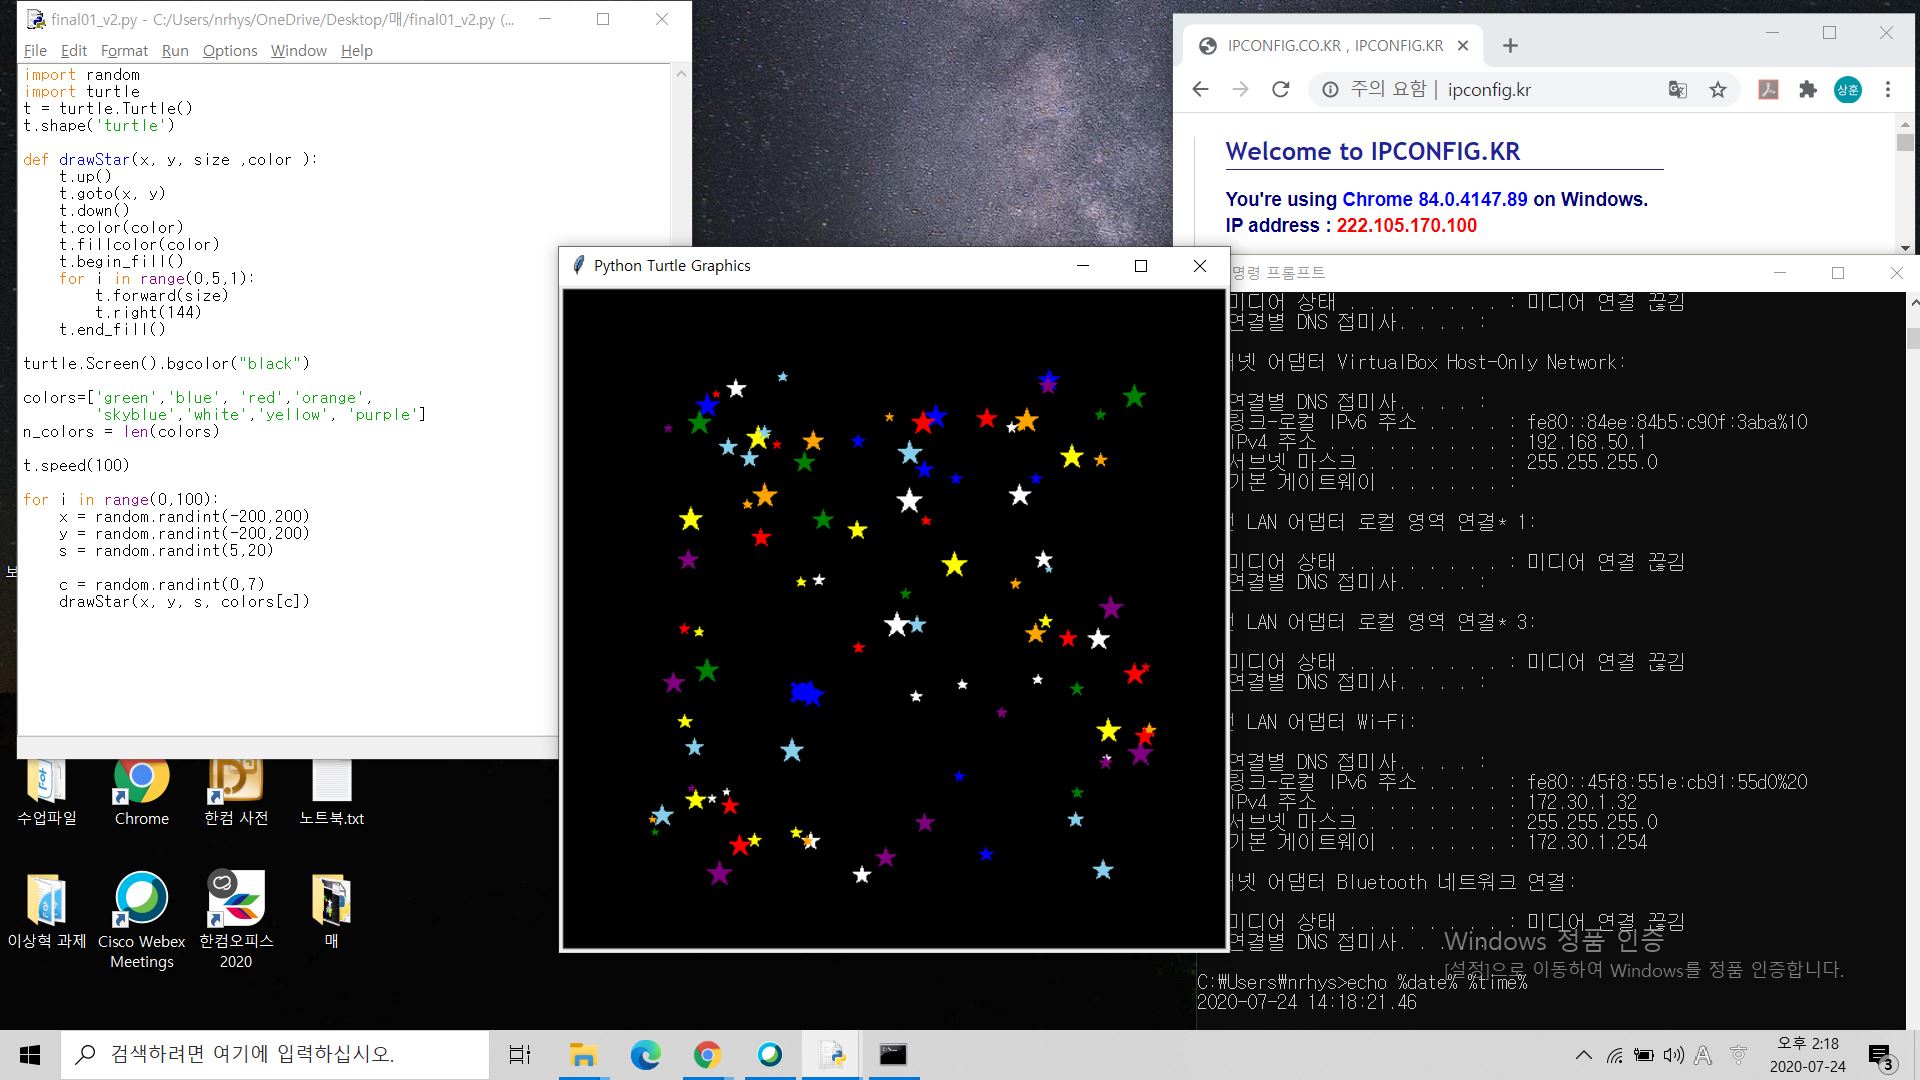 final01_v2.py - C:/Users/nrhys/OneDrive/Desktop/매/final01_v2.py (...
File Edit Format Run Options Window Help
import random
import turtle
t = turtle.Turtle()
t.shape('turtle')
def drawStar(x, y, size ,color ):
t.up()
t.goto(x, y)
t.down()
t.color(color)
t.fillcolor(color)
t.begin_fill()
for i in range(0,5,1):
t.forward(size)
t.right(144)
t.end_fill()
turtle.Screen().bgcolor("black")
colors=['green','blue', 'red','orange',
'skyblue','white','yellow', 'purple']
n_colors = len(colors)
t.speed(100)
for i in range(0,100):
x = random.randint(-200,200)
y = random.randint(-200,200)
s = random.randint(5,20)
c = random.randint(0,7)
drawStar(x, y, s, colors[c])
IPCONFIG.CO.KR , IPCONFIG.KR
주의 요함 | ipconfig.kr
상훈
Welcome to IPCONFIG.KR
You're using Chrome 84.0.4147.89 on Windows.
IP address : 222.105.170.100
Python Turtle Graphics
명령 프롬프트
미디어 상태 . . . . . . . . : 미디어 연결 끊김
연결별 DNS 접미사. . . . :
넷 어댑터 VirtualBox Host-Only Network:
연결별 DNS 접미사. . . . :
링크-로컬 IPv6 주소 . . . . : fe80::84ee:84b5:c90f:3aba%10
IPv4 주소 . . . . . . . . . : 192.168.50.1
서브넷 마스크 . . . . . . . : 255.255.255.0
기본 게이트웨이 . . . . . . :
LAN 어댑터 로컬 영역 연결* 1:
미디어 상태 . . . . . . . . : 미디어 연결 끊김
연결별 DNS 접미사. . . . :
LAN 어댑터 로컬 영역 연결* 3:
미디어 상태 . . . . . . . . : 미디어 연결 끊김
연결별 DNS 접미사. . . . :
LAN 어댑터 Wi-Fi:
연결별 DNS 접미사. . . . :
링크-로컬 IPv6 주소 . . . . : fe80::45f8:551e:cb91:55d0%20
IPv4 주소 . . . . . . . . . : 172.30.1.32
서브넷 마스크 . . . . . . . : 255.255.255.0
기본 게이트웨이 . . . . . . : 172.30.1.254
넷 어댑터 Bluetooth 네트워크 연결:
미디어 상태 . . . . . . . . : 미디어 연결 끊김
연결별 DNS 접미사. . .
C:\Users\nrhys>echo %date% %time%
2020-07-24 14:18:21.46
Windows 정품 인증
[설정]으로 이동하여 Windows를 정품 인증합니다.
보
수업파일 Chrome 한컴 사전 노트북.txt
이상혁 과제 Cisco Webex Meetings 한컴오피스 2020 매
검색하려면 여기에 입력하십시오.
A
오후 2:18
2020-07-24
3